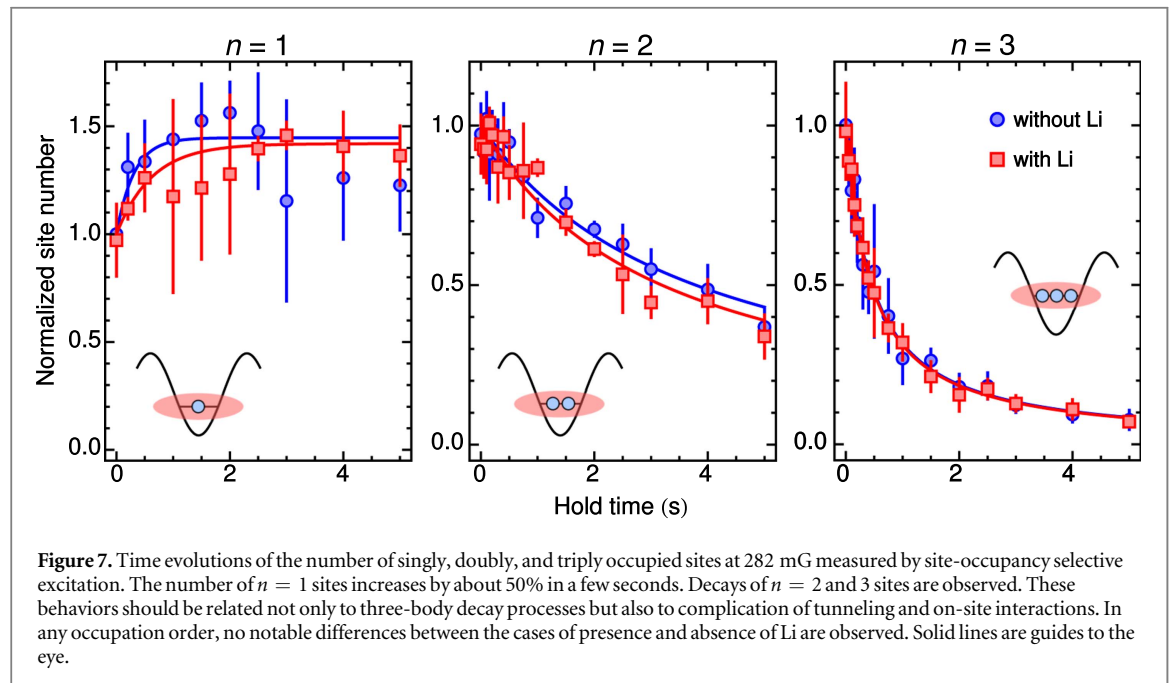 n = 1
n = 2
n = 3
Normalized site number
1.5
1.0
0.5
0.0
1.0
0.5
0.0
1.0
0.5
0.0
without Li
with Li
0 2 4
0 2 4
0 2 4
Hold time (s)
Figure 7. Time evolutions of the number of singly, doubly, and triply occupied sites at 282 mG measured by site-occupancy selective
excitation. The number of n = 1 sites increases by about 50% in a few seconds. Decays of n = 2 and 3 sites are observed. These
behaviors should be related not only to three-body decay processes but also to complication of tunneling and on-site interactions. In
any occupation order, no notable differences between the cases of presence and absence of Li are observed. Solid lines are guides to the
eye.